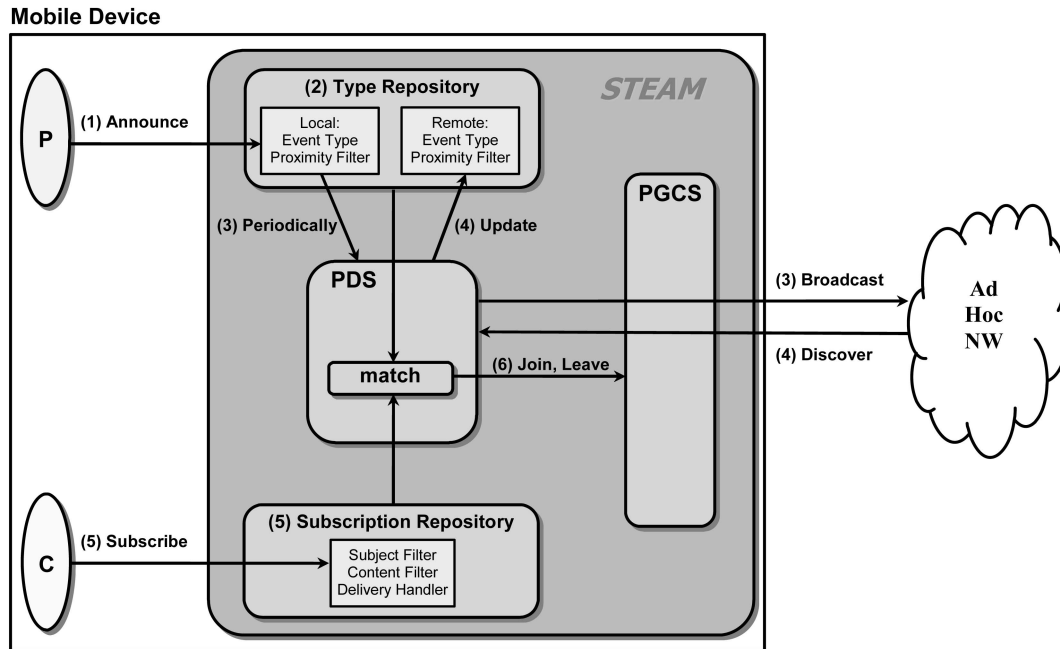 Mobile Device
STEAM
(2) Type Repository
P
(1) Announce
Local:
Event Type
Proximity Filter
Remote:
Event Type
Proximity Filter
PGCS
(3) Periodically
(4) Update
PDS
(3) Broadcast
Ad
Hoc
NW
(4) Discover
match
(6) Join, Leave
(5) Subscription Repository
C
(5) Subscribe
Subject Filter
Content Filter
Delivery Handler